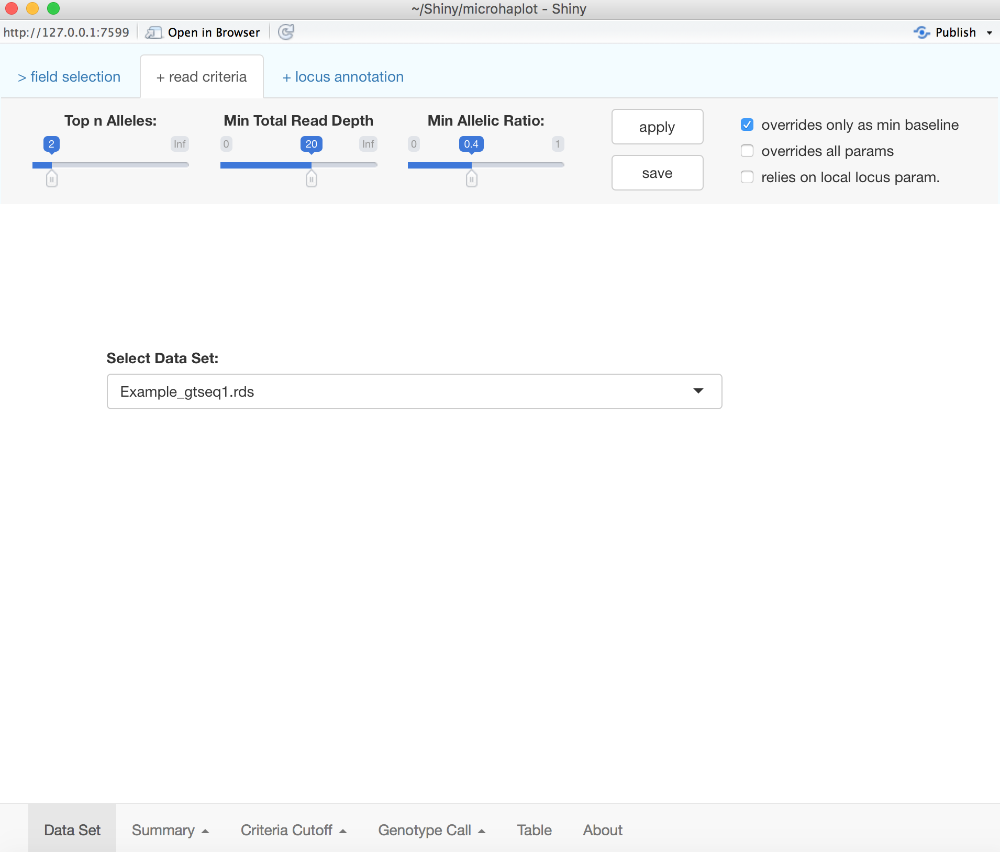 ~/Shiny/microhaplot - Shiny
http://127.0.0.1:7599 Open in Browser Publish
> field selection + read criteria + locus annotation
Top n Alleles: Min Total Read Depth Min Allelic Ratio:
2 Inf 0 20 Inf 0 0.4 1
apply
save
overrides only as min baseline
overrides all params
relies on local locus param.
Select Data Set:
Example_gtseq1.rds
Data Set Summary Criteria Cutoff Genotype Call Table About